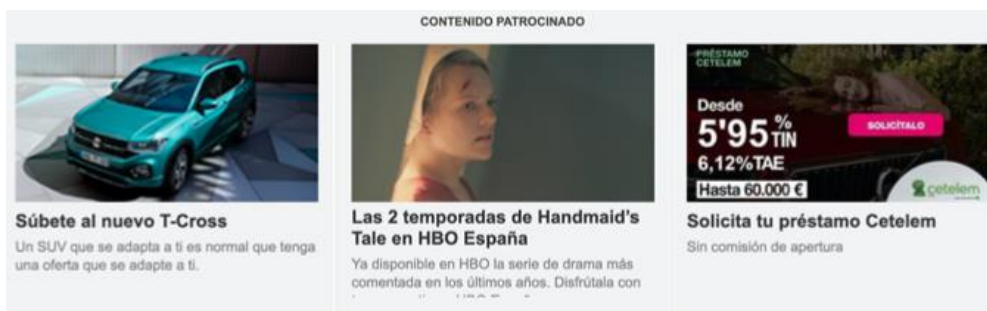 CONTENIDO PATROCINADO
Súbete al nuevo T-Cross
Un SUV que se adapta a ti es normal que tenga
una oferta que se adapte a ti.
Las 2 temporadas de Handmaid's
Tale en HBO España
Ya disponible en HBO la serie de drama más
comentada en los últimos años. Disfrútala con
PRÉSTAMO
CETELEM
Desde
5'95% TIN
6,12%TAE
Hasta 60.000 €
SOLICÍTALO
cetelem
Solicita tu préstamo Cetelem
Sin comisión de apertura